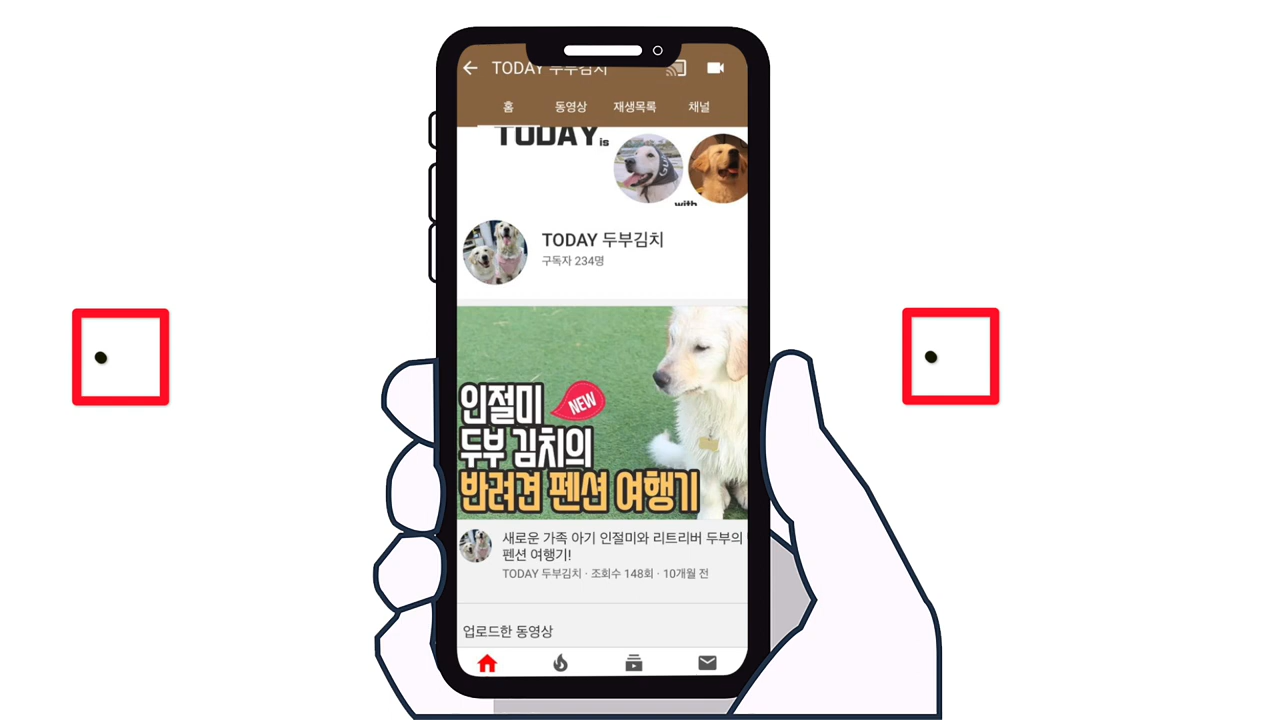 TODAY 두부김치
홈 동영상 재생목록 채널
TODAY is
with
TODAY 두부김치
구독자 234명
인절미 NEW
두부 김치의
반려견 펜션 여행기
새로운 가족 아기 인절미와 리트리버 두부의
펜션 여행기!
TODAY 두부김치 · 조회수 148회 · 10개월 전
업로드한 동영상